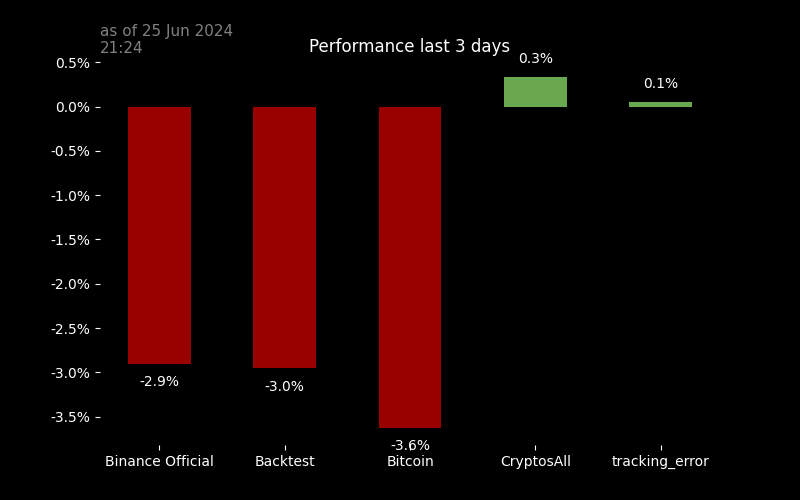 as of 25 Jun 2024
21:24
Performance last 3 days
0.5%
0.0%
-0.5%
-1.0%
-1.5%
-2.0%
-2.5%
-3.0%
-3.5%
-2.9%
-3.0%
-3.6%
0.3%
0.1%
Binance Official
Backtest
Bitcoin
CryptosAll
tracking_error